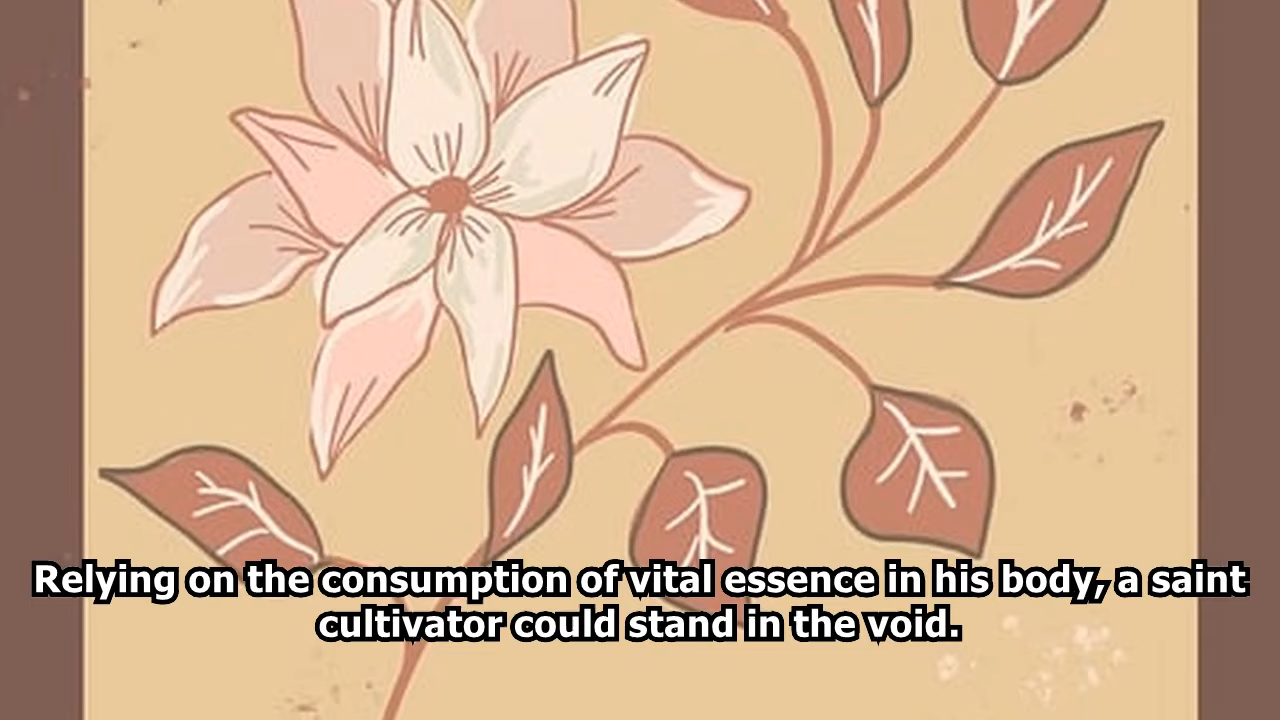 Relying on the consumption of vital essence in his body, a saint
cultivator could stand in the void.